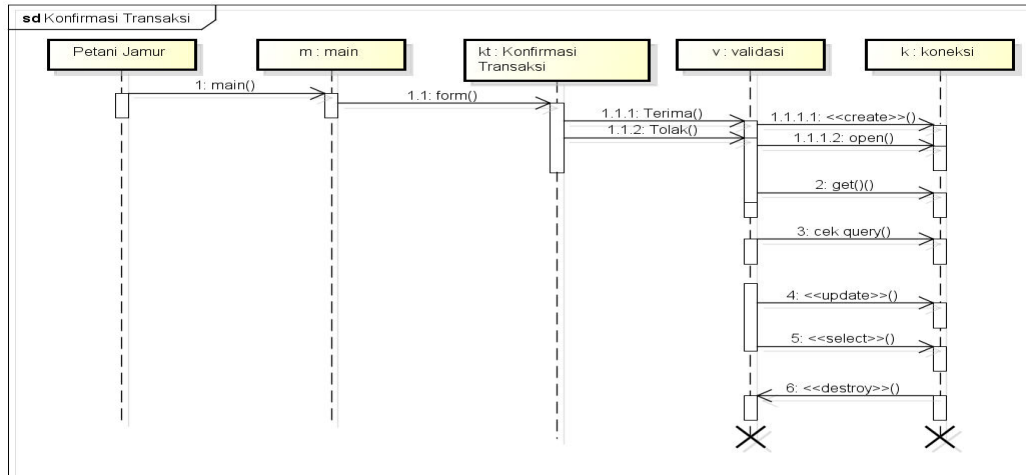 sd Konfirmasi Transaksi
Petani Jamur
m : main
kt : Konfirmasi
Transaksi
v : validasi
k : koneksi
1: main()
1.1: form()
1.1.1: Terima()
1.1.2: Tolak()
1.1.1.1: <<create>>()
1.1.1.2: open()
2: get()()
3: cek query()
4: <<update>>()
5: <<select>>()
6: <<destroy>>()